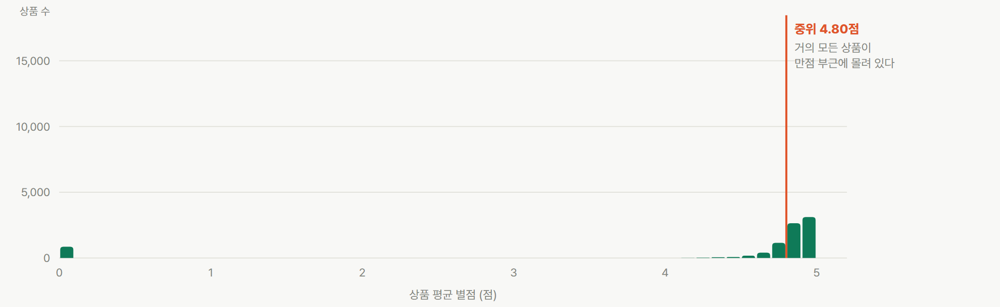 상품 수
중위 4.80점
거의 모든 상품이
만점 부근에 몰려 있다
15,000
10,000
5,000
0
0 1 2 3 4 5
상품 평균 별점 (점)